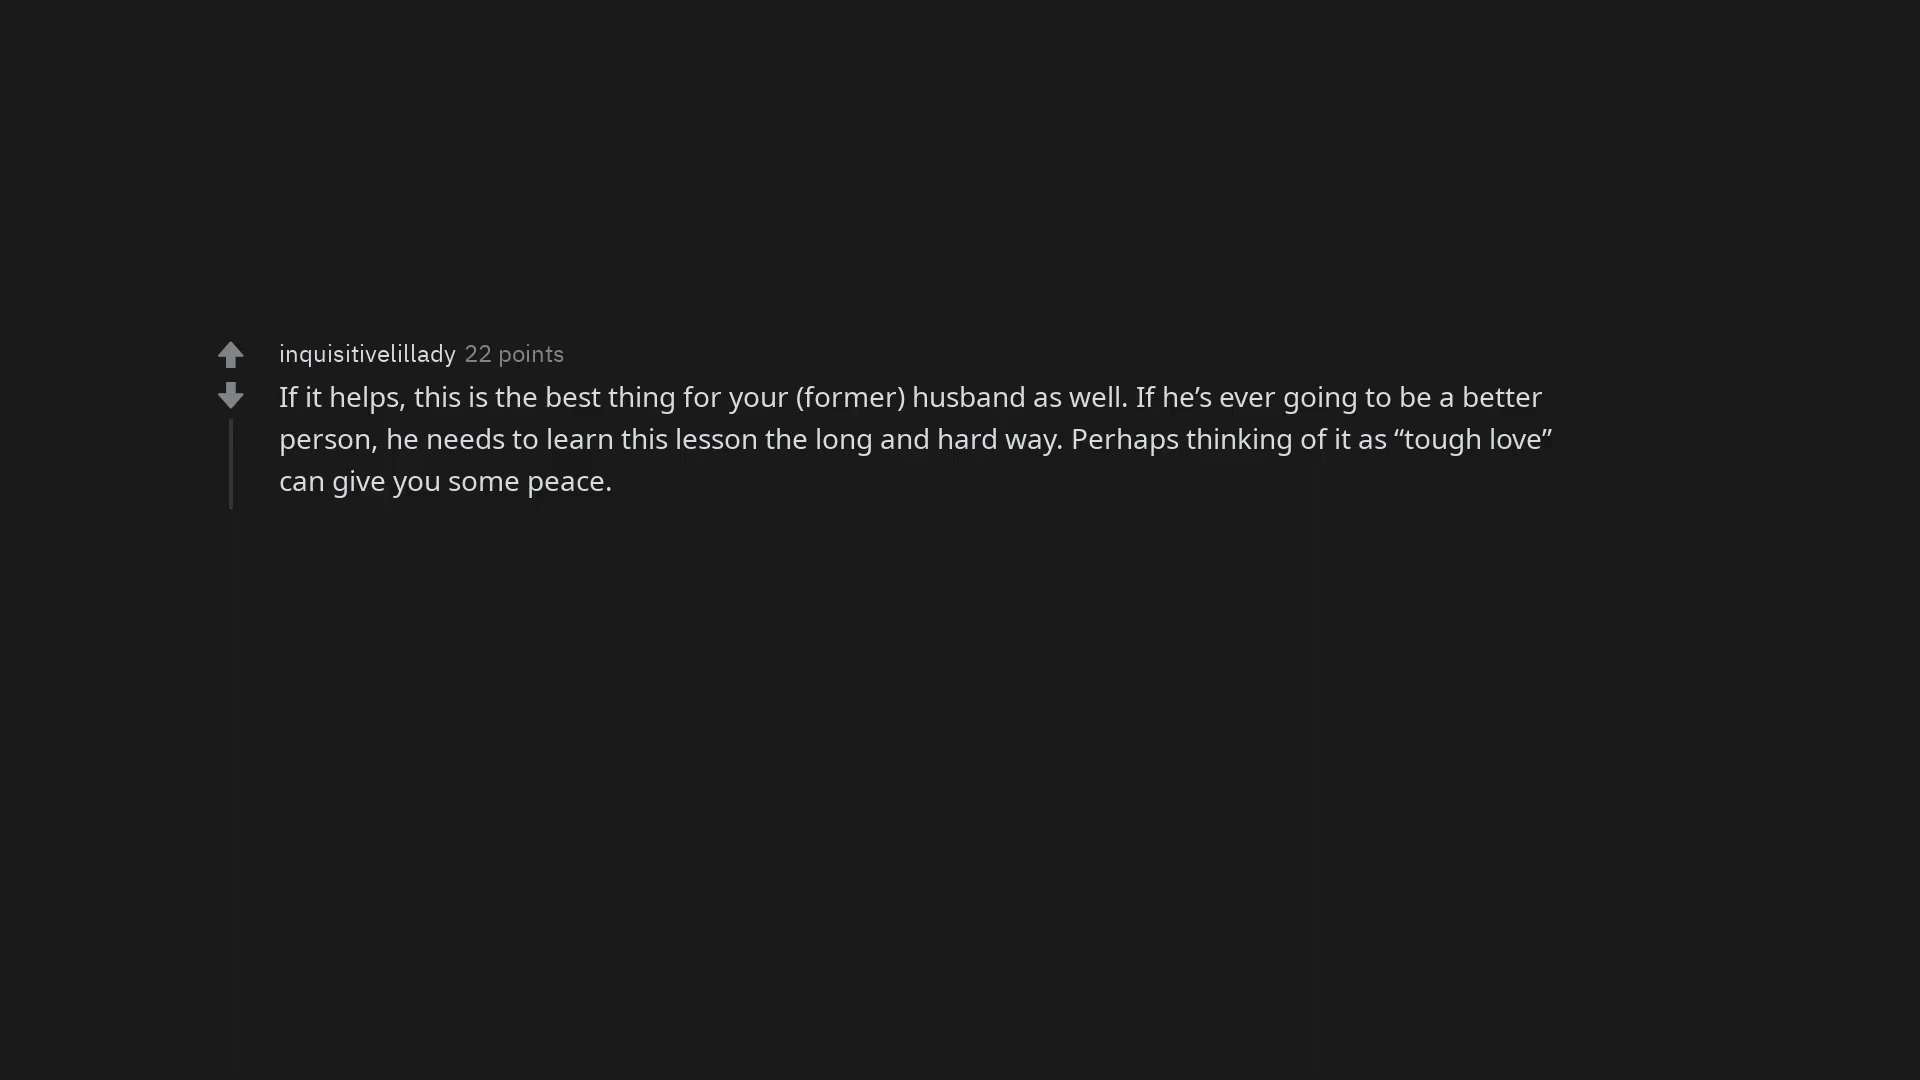 inquisitivelillady 22 points
If it helps, this is the best thing for your (former) husband as well. If he’s ever going to be a better
person, he needs to learn this lesson the long and hard way. Perhaps thinking of it as “tough love”
can give you some peace.